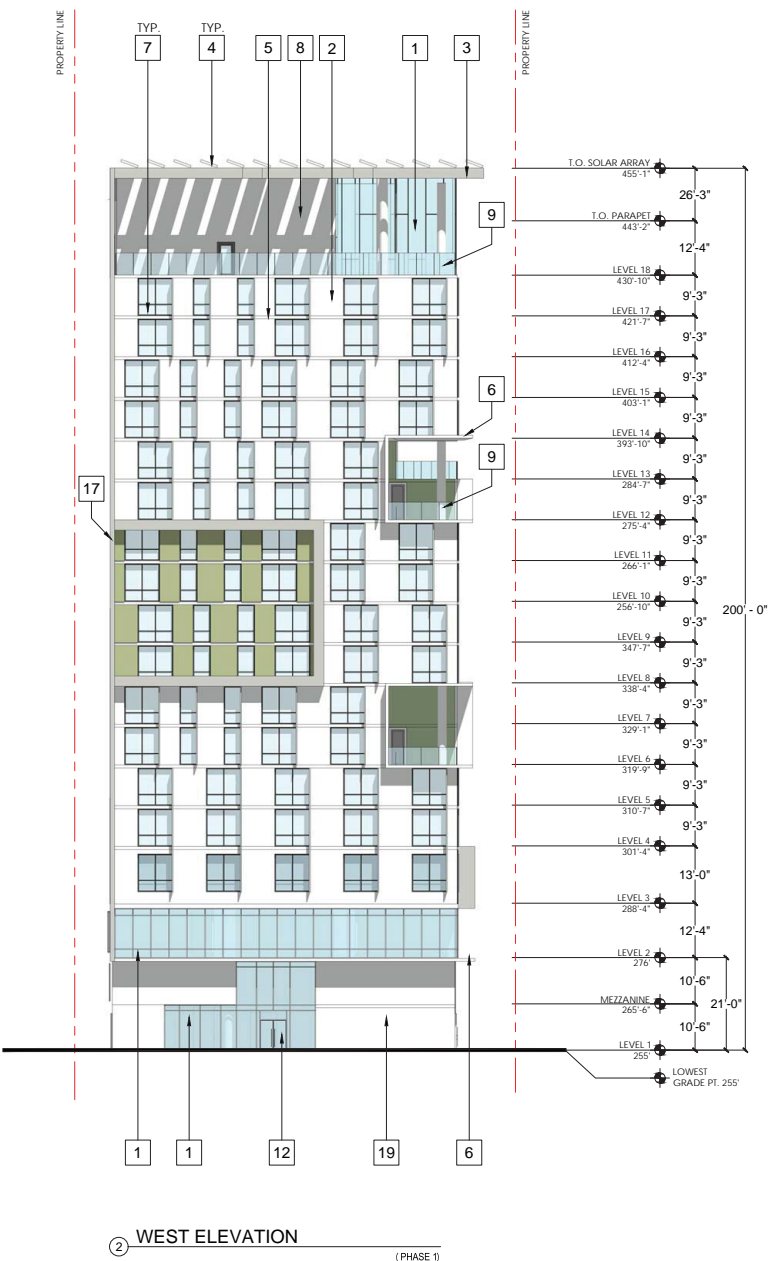 PROPERTY LINE
PROPERTY LINE
TYP.
7
TYP.
4
5
8
2
1
3
9
6
9
17
T.O. SOLAR ARRAY
455'-1"
26'-3"
T.O. PARAPET
443'-2"
12'-4"
LEVEL 18
430'-10"
9'-3"
LEVEL 17
421'-7"
9'-3"
LEVEL 16
412'-4"
9'-3"
LEVEL 15
403'-1"
9'-3"
LEVEL 14
393'-10"
9'-3"
LEVEL 13
284'-7"
9'-3"
LEVEL 12
275'-4"
9'-3"
LEVEL 11
266'-1"
9'-3"
LEVEL 10
256'-10"
9'-3"
200' - 0"
LEVEL 9
347'-7"
9'-3"
LEVEL 8
338'-4"
9'-3"
LEVEL 7
329'-1"
9'-3"
LEVEL 6
319'-9"
9'-3"
LEVEL 5
310'-7"
9'-3"
LEVEL 4
301'-4"
13'-0"
LEVEL 3
288'-4"
12'-4"
LEVEL 2
276'
10'-6"
MEZZANINE
265'-6"
21'-0"
10'-6"
LEVEL 1
255'
LOWEST
GRADE PT. 255'
1
1
12
19
6
2 WEST ELEVATION
( PHASE 1)